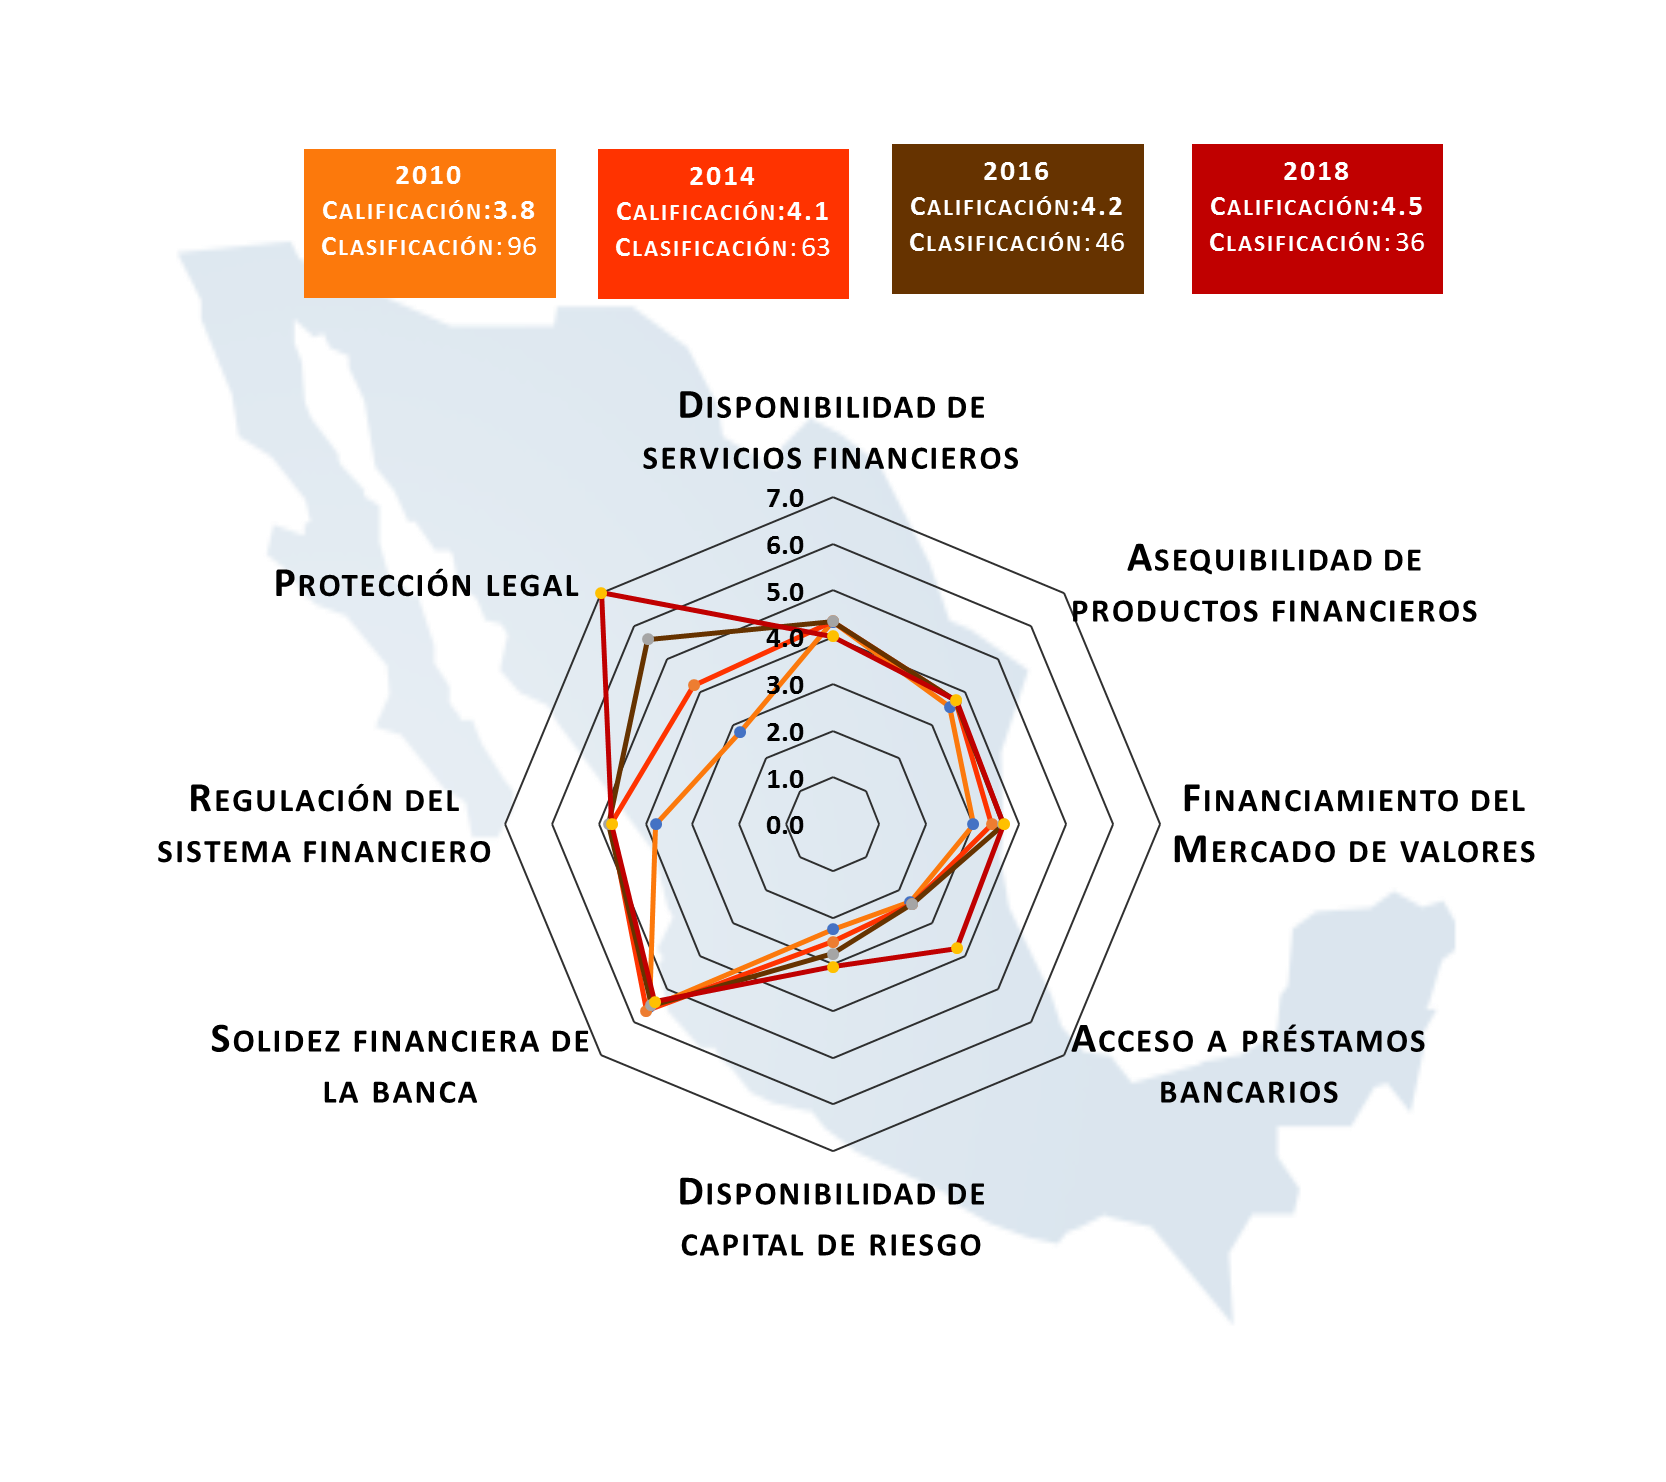 2010
CALIFICACIÓN:3.8
CLASIFICACIÓN: 96
2014
CALIFICACIÓN:4.1
CLASIFICACIÓN: 63
2016
CALIFICACIÓN:4.2
CLASIFICACIÓN: 46
2018
CALIFICACIÓN:4.5
CLASIFICACIÓN: 36
DISPONIBILIDAD DE
SERVICIOS FINANCIEROS
ASEQUIBILIDAD DE
PRODUCTOS FINANCIEROS
FINANCIAMIENTO DEL
MERCADO DE VALORES
ACCESO A PRÉSTAMOS
BANCARIOS
DISPONIBILIDAD DE
CAPITAL DE RIESGO
SOLIDEZ FINANCIERA DE
LA BANCA
REGULACIÓN DEL
SISTEMA FINANCIERO
PROTECCIÓN LEGAL
7.0
6.0
5.0
4.0
3.0
2.0
1.0
0.0